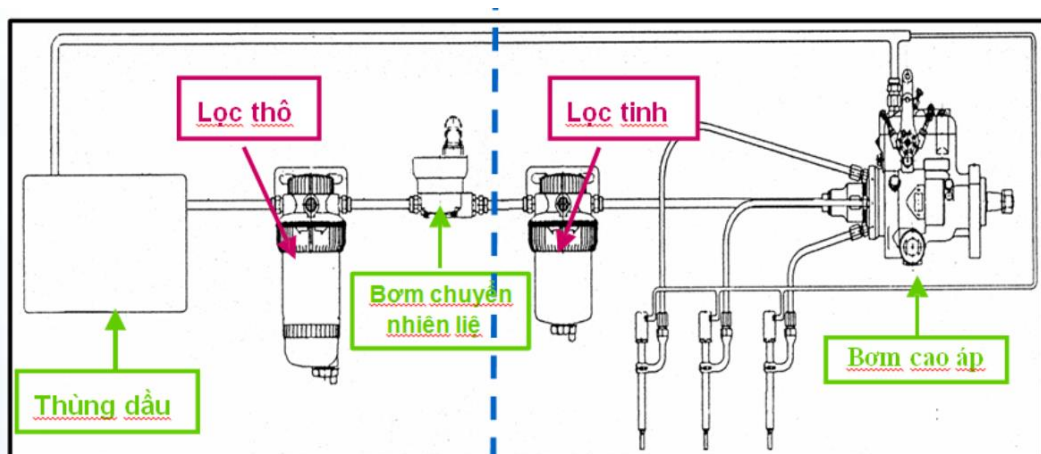 Lọc thô
Lọc tinh
Bơm chuyển
nhiên liệ
Bơm cao áp
Thùng dầu